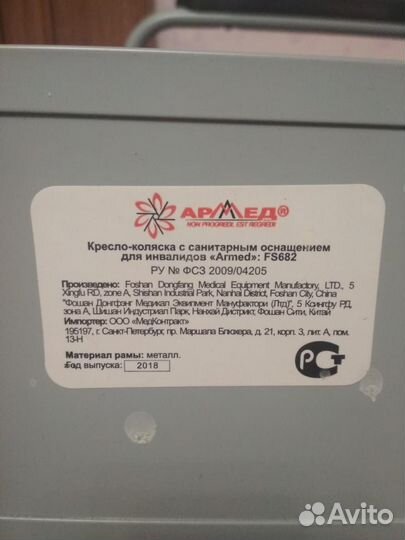 АРМЕД®
NON PROGREDI, EST REGREDI
Кресло-коляска с санитарным оснащением
для инвалидов «Armed»: FS682
РУ № ФСЗ 2009/04205
Произведено: Foshan Dongfang Medical Equipment Manufactory, LTD., 5
Xingfu RD, zone A, Shishan Industrial Park, Nanhai District, Foshan City, China
"Фошан Донгфанг Медикал Эквипмент Мануфактори (Лтд)", 5 Ксингфу РД,
зона А, Шишан Индустриал Парк, Нанхай Дистрикт, Фошан Сити, Китай
Импортер: ООО «МедКонтракт»
195197, г. Санкт-Петербург, пр. Маршала Блюхера, д. 21, корп. 3, лит. А, пом.
13-Н
Материал рамы: металл.
Год выпуска: 2018
РСТ
Avito